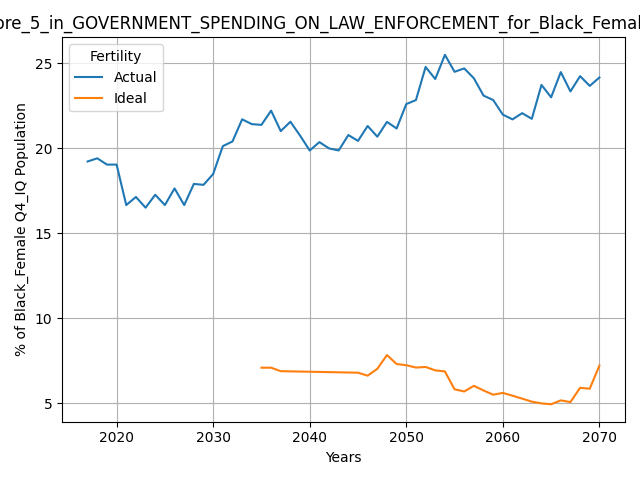 ore_5_in_GOVERNMENT_SPENDING_ON_LAW_ENFORCEMENT_for_Black_Femal
Fertility
Actual
Ideal
25
20
15
10
5
% of Black_Female Q4_IQ Population
2020 2030 2040 2050 2060 2070
Years